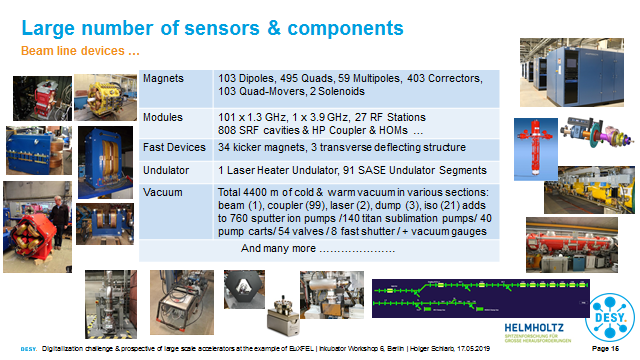 Large number of sensors & components
Beam line devices …
Magnets
103 Dipoles, 495 Quads, 59 Multipoles, 403 Correctors,
103 Quad-Movers, 2 Solenoids
Modules
101 x 1.3 GHz, 1 x 3.9 GHz, 27 RF Stations
808 SRF cavities & HP Coupler & HOMs …
Fast Devices
34 kicker magnets, 3 transverse deflecting structure
Undulator
1 Laser Heater Undulator, 91 SASE Undulator Segments
Vacuum
Total 4400 m of cold & warm vacuum in various sections:
beam (1), coupler (99), laser (2), dump (3), iso (21) adds
to 760 sputter ion pumps /140 titan sublimation pumps/ 40
pump carts/ 54 valves / 8 fast shutter / + vacuum gauges
And many more …………………
HELMHOLTZ
SPITZENFORSCHUNG FÜR
GROSSE HERAUSFORDERUNGEN
DESY.
DESY. Digitalization challenge & prospective of large scale accelerators at the example of EuXFEL | Inkubator Workshop 6, Berlin | Holger Schlarb, 17.05.2019
Page 15